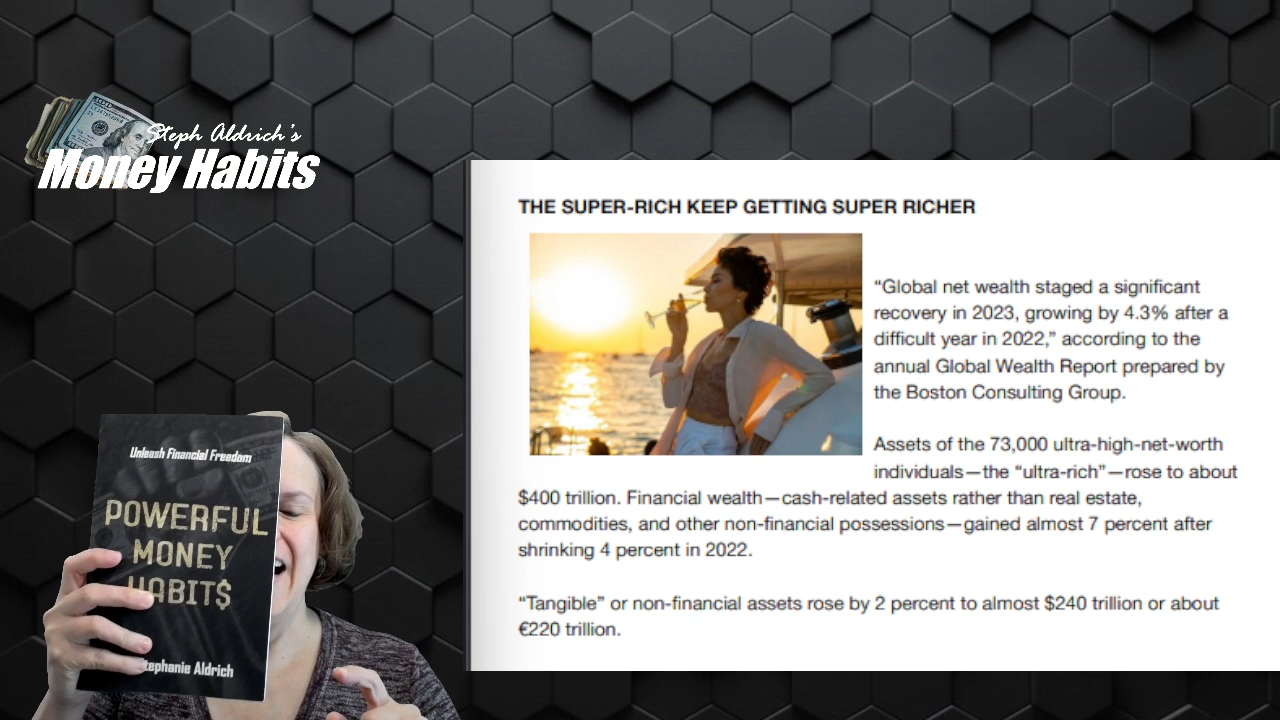 Steph Aldrich's
Money Habits
THE SUPER-RICH KEEP GETTING SUPER RICHER
“Global net wealth staged a significant
recovery in 2023, growing by 4.3% after a
difficult year in 2022,” according to the
annual Global Wealth Report prepared by
the Boston Consulting Group.
Assets of the 73,000 ultra-high-net-worth
individuals—the “ultra-rich”—rose to about
$400 trillion. Financial wealth—cash-related assets rather than real estate,
commodities, and other non-financial possessions—gained almost 7 percent after
shrinking 4 percent in 2022.
“Tangible” or non-financial assets rose by 2 percent to almost $240 trillion or about
€220 trillion.
Unleash Financial Freedom
POWERFUL
MONEY
HABIT$
Stephanie Aldrich